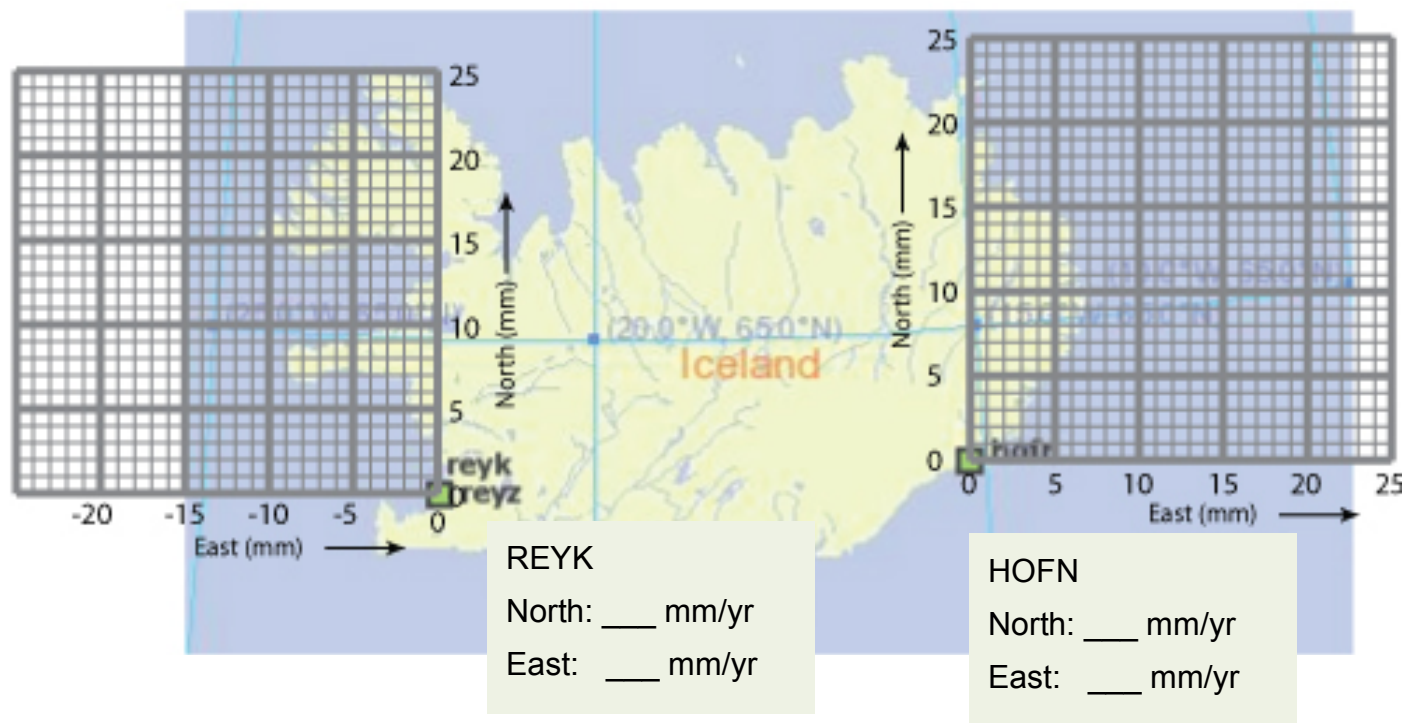 25
20
15
10
5
0
North (mm)
-20 -15 -10 -5 0
East (mm)
reyk
reyz
(20.0°W, 65.0°N)
Iceland
25
20
15
10
5
0
North (mm)
0 5 10 15 20 25
East (mm)
REYK
North: ___ mm/yr
East: ___ mm/yr
HOFN
North: ___ mm/yr
East: ___ mm/yr